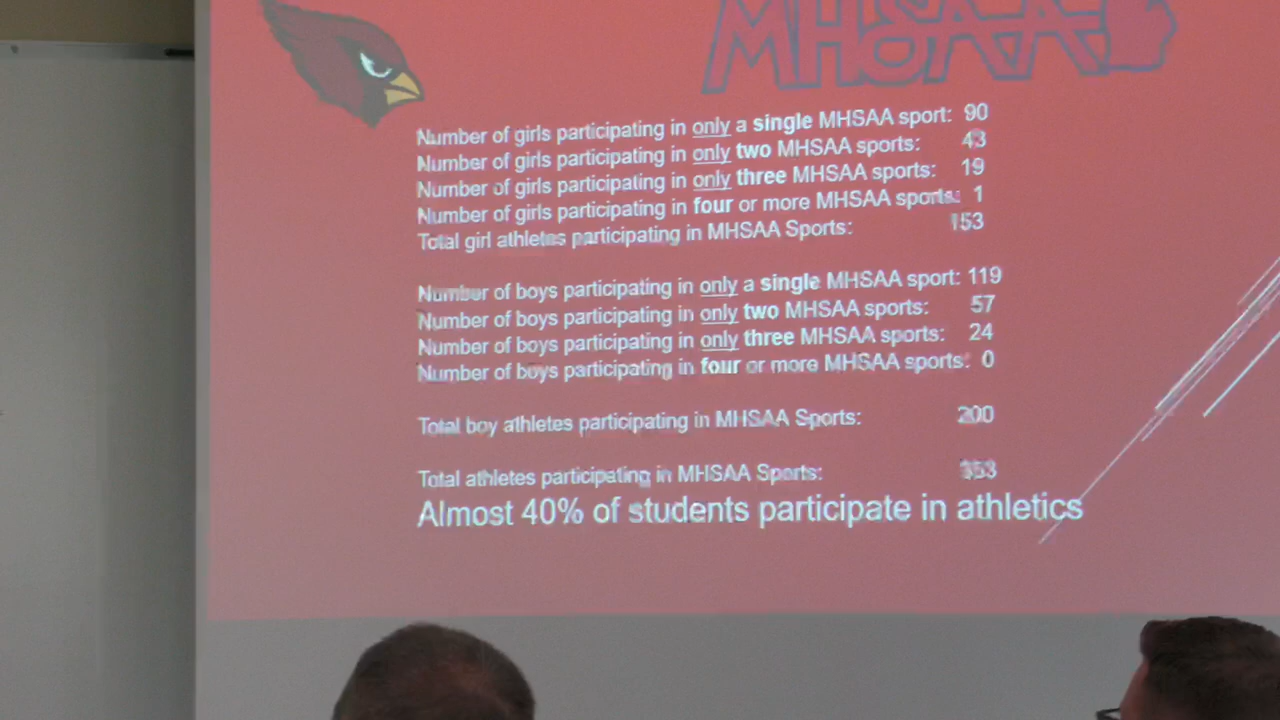 MHSAA
Number of girls participating in only a single MHSAA sport: 90
Number of girls participating in only two MHSAA sports: 43
Number of girls participating in only three MHSAA sports: 19
Number of girls participating in four or more MHSAA sports: 1
Total girl athletes participating in MHSAA Sports: 153
Number of boys participating in only a single MHSAA sport: 119
Number of boys participating in only two MHSAA sports: 57
Number of boys participating in only three MHSAA sports: 24
Number of boys participating in four or more MHSAA sports: 0
Total boy athletes participating in MHSAA Sports: 200
Total athletes participating in MHSAA Sports: 353
Almost 40% of students participate in athletics